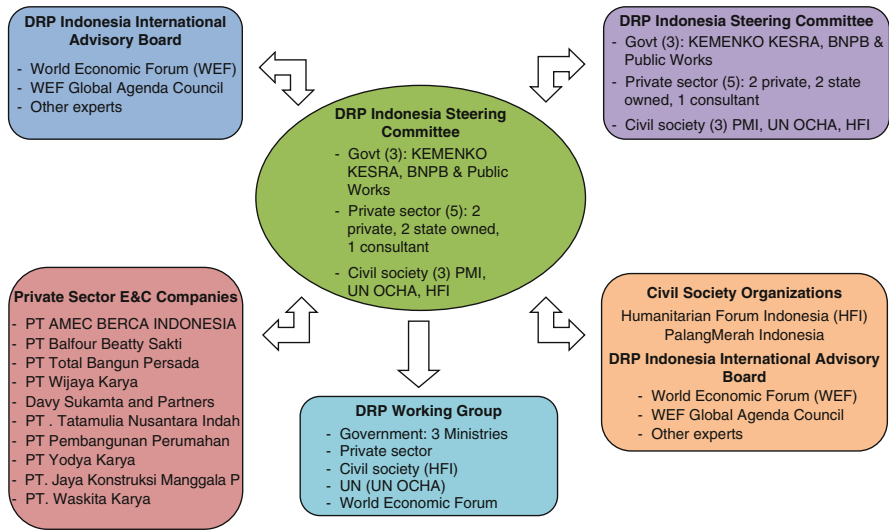 DRP Indonesia International
Advisory Board
- World Economic Forum (WEF)
- WEF Global Agenda Council
- Other experts
DRP Indonesia Steering Committee
- Govt (3): KEMENKO KESRA, BNPB &
Public Works
- Private sector (5): 2 private, 2 state
owned, 1 consultant
- Civil society (3) PMI, UN OCHA, HFI
DRP Indonesia Steering
Committee
- Govt (3): KEMENKO
KESRA, BNPB & Public
Works
- Private sector (5): 2
private, 2 state owned,
1 consultant
- Civil society (3) PMI,
UN OCHA, HFI
Private Sector E&C Companies
- PT AMEC BERCA INDONESIA
- PT Balfour Beatty Sakti
- PT Total Bangun Persada
- PT Wijaya Karya
- Davy Sukamta and Partners
- PT . Tatamulia Nusantara Indah
- PT Pembangunan Perumahan
- PT Yodya Karya
- PT. Jaya Konstruksi Manggala P
- PT. Waskita Karya
DRP Working Group
- Government: 3 Ministries
- Private sector
- Civil society (HFI)
- UN (UN OCHA)
- World Economic Forum
Civil Society Organizations
Humanitarian Forum Indonesia (HFI)
PalangMerah Indonesia
DRP Indonesia International Advisory
Board
- World Economic Forum (WEF)
- WEF Global Agenda Council
- Other experts